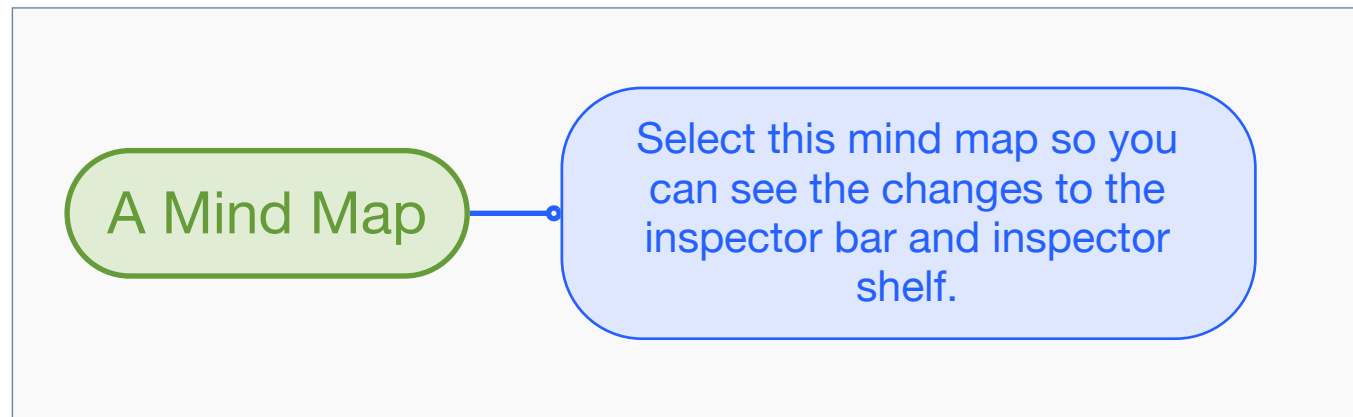 A Mind Map
Select this mind map so you
can see the changes to the
inspector bar and inspector
shelf.